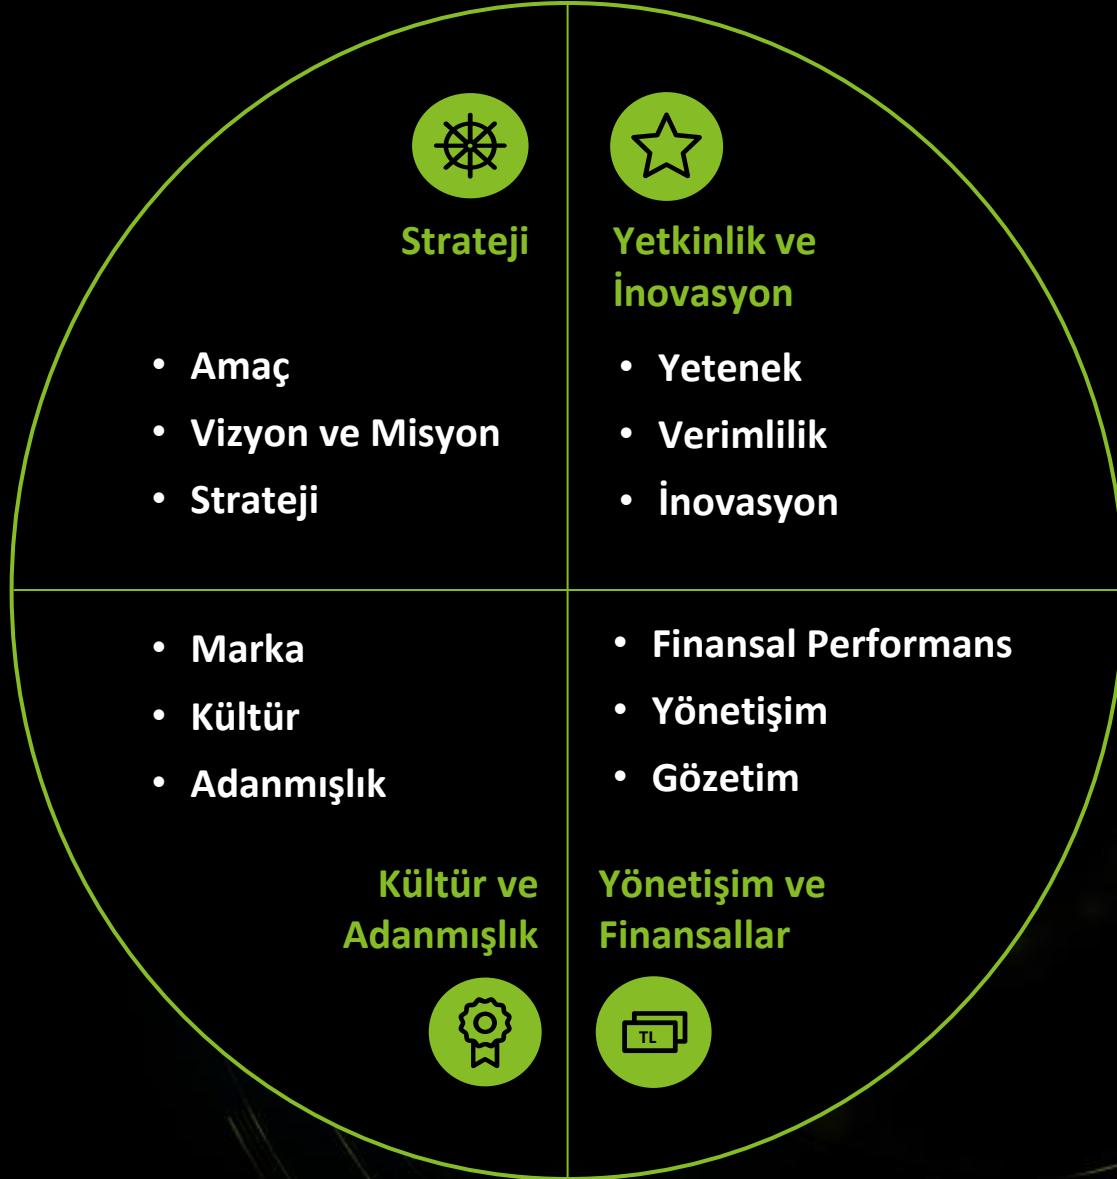 Strateji
• Amaç
• Vizyon ve Misyon
• Strateji
Yetkinlik ve
İnovasyon
• Yetenek
• Verimlilik
• İnovasyon
• Marka
• Kültür
• Adanmışlık
Kültür ve
Adanmışlık
• Finansal Performans
• Yönetişim
• Gözetim
Yönetişim ve
Finansallar
TL